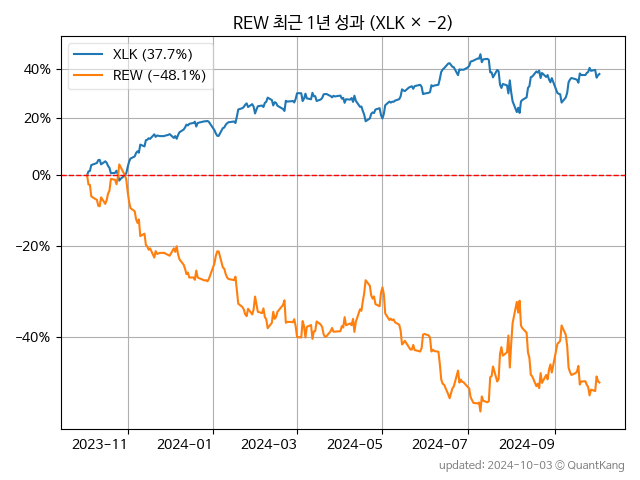 REW 최근 1년 성과 (XLK × −2)
XLK (37.7%)
REW (−48.1%)
40%
20%
0%
−20%
−40%
2023-11 2024-01 2024-03 2024-05 2024-07 2024-09
updated: 2024-10-03 © QuantKang